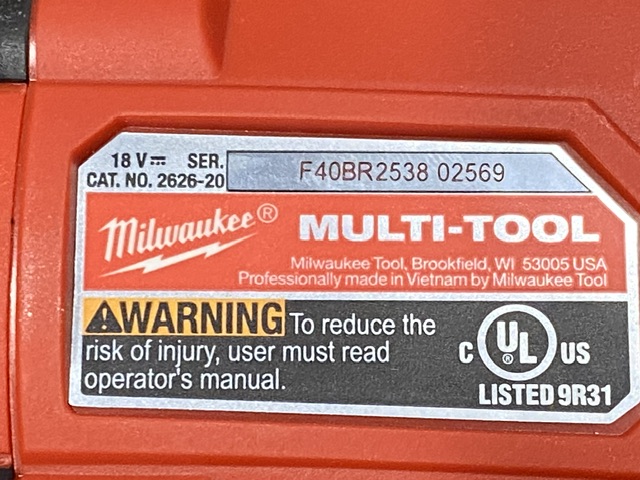 18 V⎓ SER. F40BR2538 02569
CAT. NO. 2626-20
Milwaukee®
MULTI-TOOL
Milwaukee Tool, Brookfield, WI 53005 USA
Professionally made in Vietnam by Milwaukee Tool
⚠WARNING To reduce the
risk of injury, user must read
operator's manual.
C UL® US
LISTED 9R31